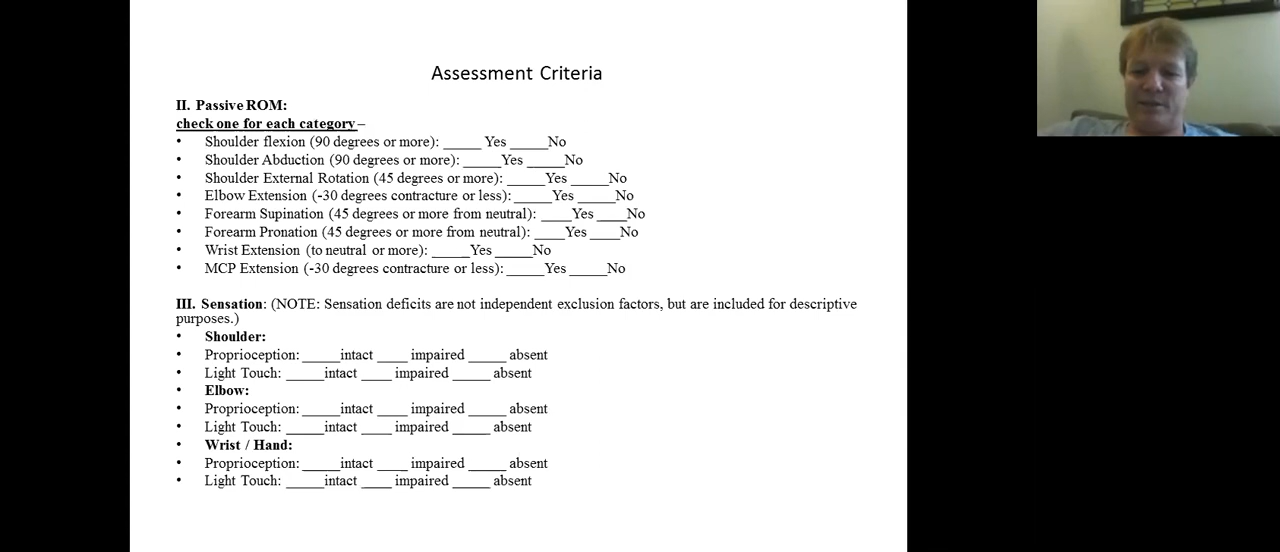 Assessment Criteria
II. Passive ROM:
check one for each category –
• Shoulder flexion (90 degrees or more): _____ Yes _____No
• Shoulder Abduction (90 degrees or more): _____Yes _____No
• Shoulder External Rotation (45 degrees or more): _____Yes _____No
• Elbow Extension (-30 degrees contracture or less):_____Yes _____No
• Forearm Supination (45 degrees or more from neutral): ____Yes ____No
• Forearm Pronation (45 degrees or more from neutral): ____Yes ____No
• Wrist Extension (to neutral or more): _____Yes _____No
• MCP Extension (-30 degrees contracture or less): _____Yes _____No
III. Sensation: (NOTE: Sensation deficits are not independent exclusion factors, but are included for descriptive
purposes.)
• Shoulder:
• Proprioception: _____intact ____ impaired _____ absent
• Light Touch: _____intact ____ impaired _____ absent
• Elbow:
• Proprioception: _____intact ____ impaired _____ absent
• Light Touch: _____intact ____ impaired _____ absent
• Wrist / Hand:
• Proprioception: _____intact ____ impaired _____ absent
• Light Touch: _____intact ____ impaired _____ absent